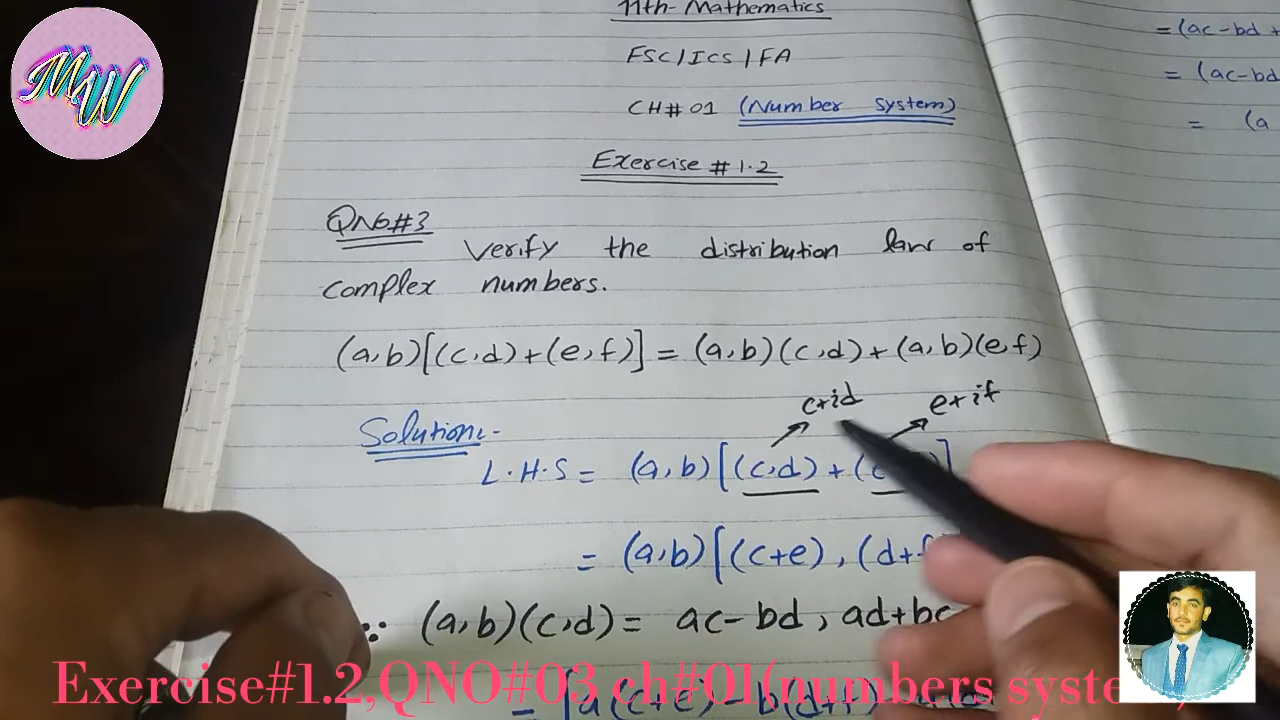 MW
11th Mathematics
FSC/ICS/FA
CH#01 (Number System)
Exercise #1.2
QNO#3
Verify the distribution law of
complex numbers.
(a,b)[(c,d)+(e,f)] = (a,b)(c,d)+(a,b)(e,f)
c+id e+if
Solution:-
L.H.S = (a,b)[(c,d)+(
= (a,b)[(c+e),(d+f
∵ (a,b)(c,d) = ac-bd, ad+bc
= [a(c+e)-b(d+f)
Exercise#1.2,QNO#03 ch#01(numbers syste
=(ac-bd+
=(ac-bd
= (a